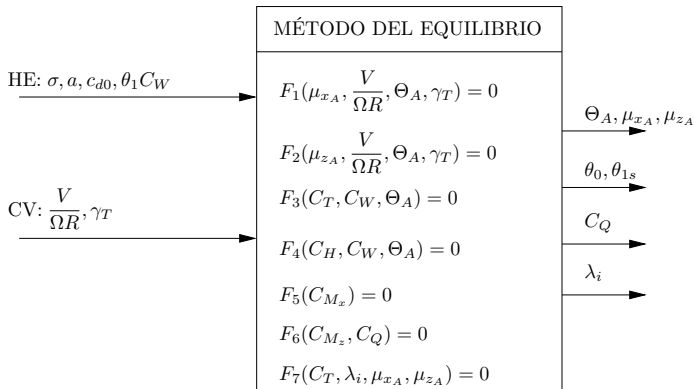 MÉTODO DEL EQUILIBRIO
HE: σ, a, c_{d0}, θ_1 C_W
CV: \frac{V}{ΩR}, γ_T
F_1(μ_{x_A}, \frac{V}{ΩR}, Θ_A, γ_T) = 0
F_2(μ_{z_A}, \frac{V}{ΩR}, Θ_A, γ_T) = 0
F_3(C_T, C_W, Θ_A) = 0
F_4(C_H, C_W, Θ_A) = 0
F_5(C_{M_x}) = 0
F_6(C_{M_z}, C_Q) = 0
F_7(C_T, λ_i, μ_{x_A}, μ_{z_A}) = 0
Θ_A, μ_{x_A}, μ_{z_A}
θ_0, θ_{1s}
C_Q
λ_i